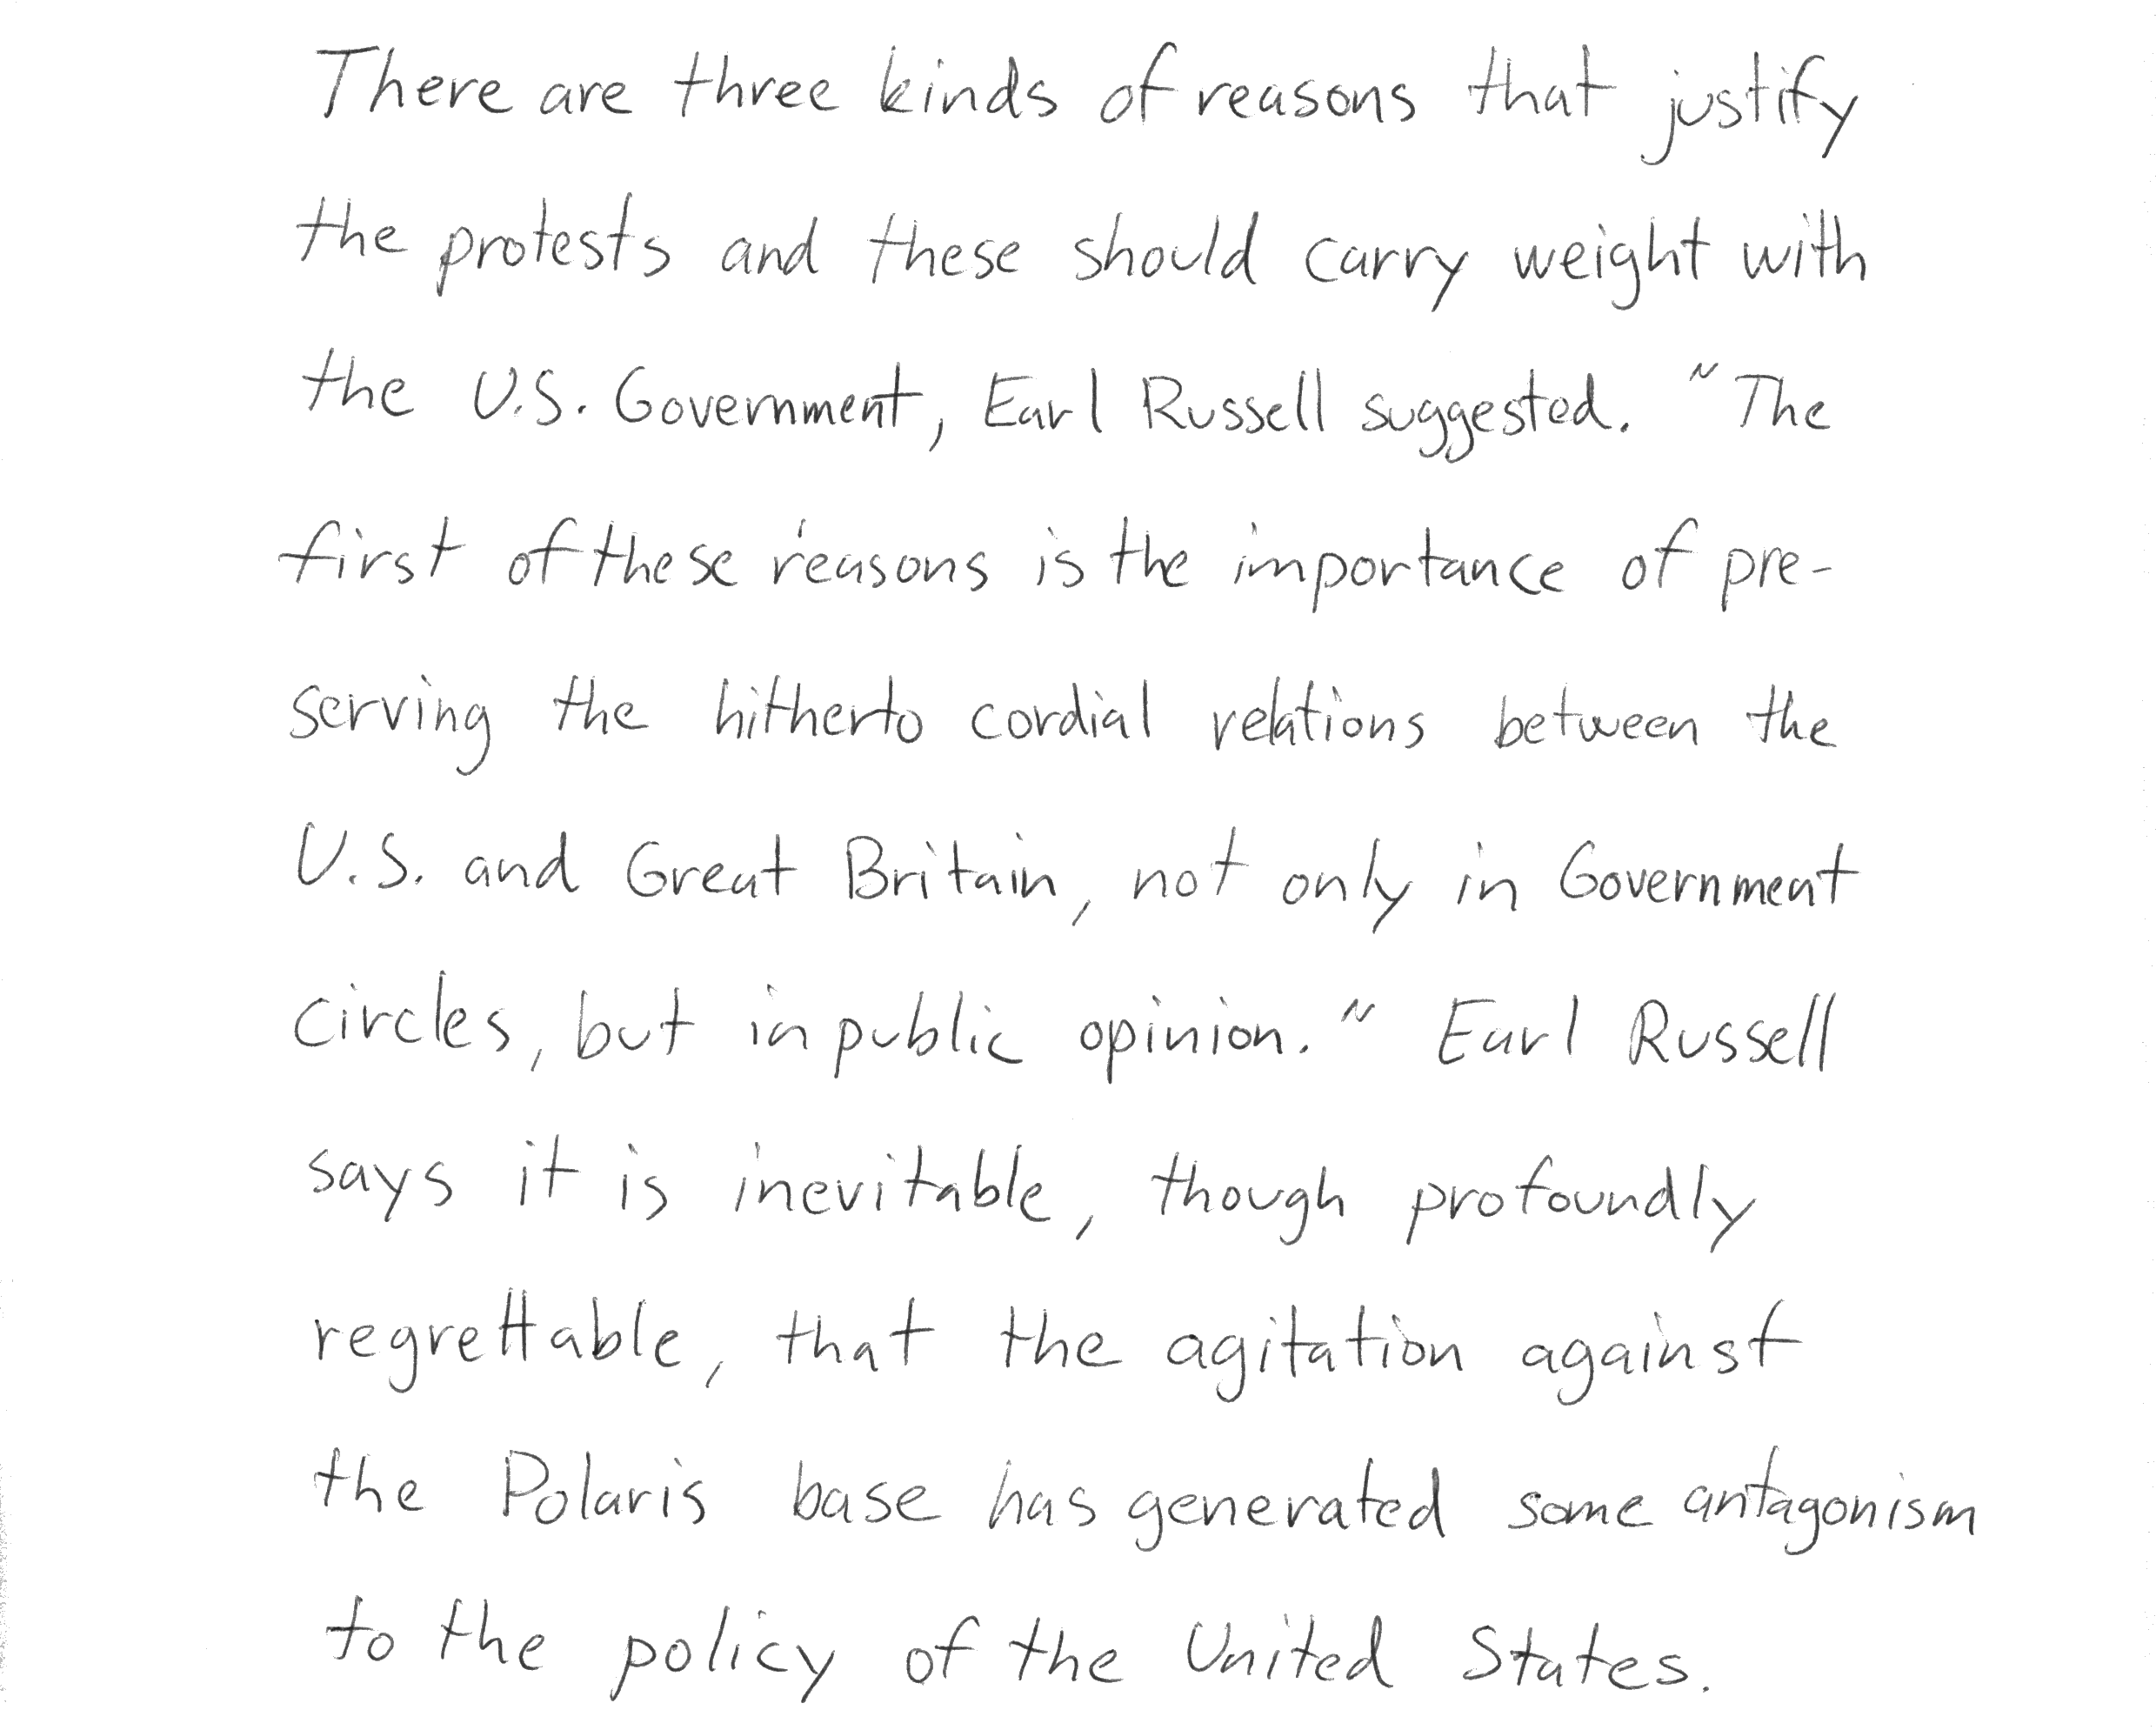 There are three kinds of reasons that justify
the protests and these should carry weight with
the U.S. Government, Earl Russell suggested. "The
first of these reasons is the importance of pre-
serving the hitherto cordial relations between the
U.S. and Great Britain, not only in Government
circles, but in public opinion." Earl Russell
says it is inevitable, though profoundly
regrettable, that the agitation against
the Polaris base has generated some antagonism
to the policy of the United States.